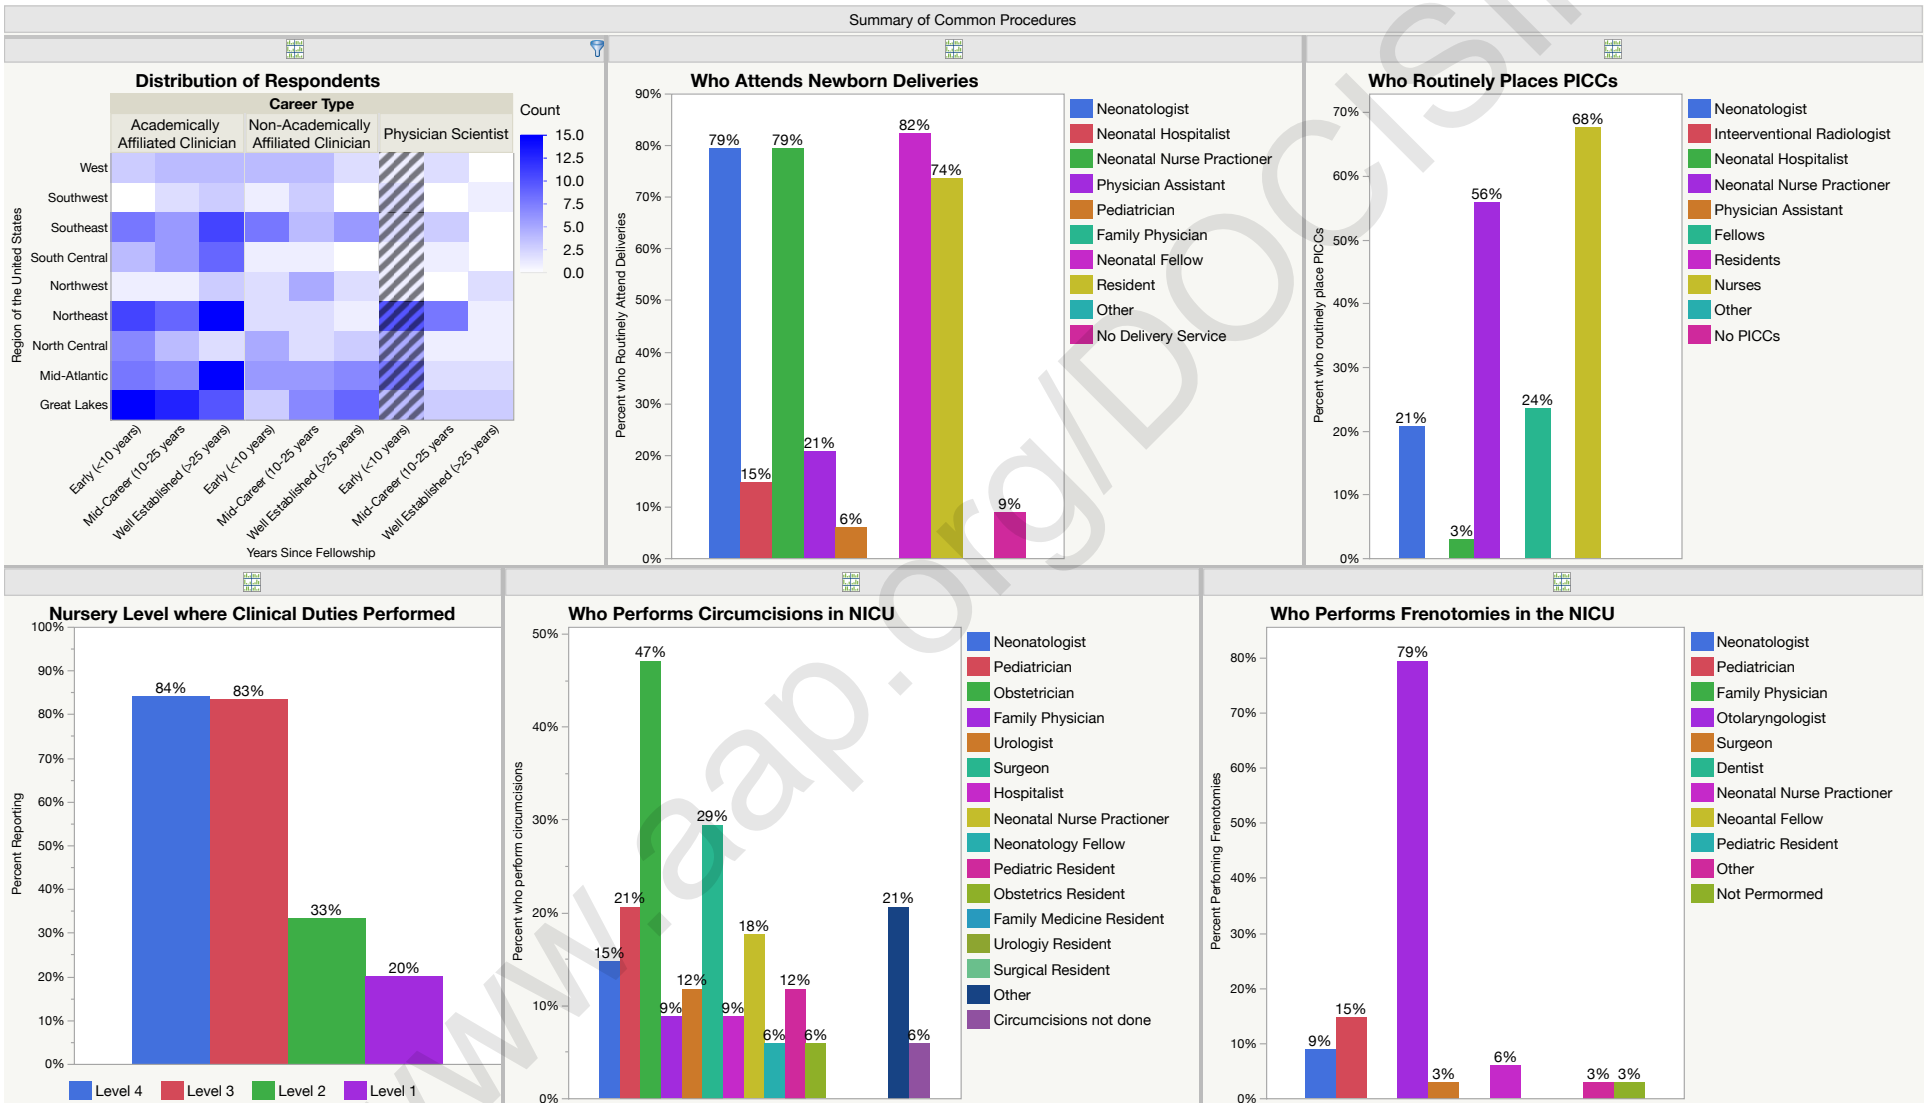 Summary of Common Procedures
Distribution of Respondents
Career Type
Academically
Affiliated Clinician
Non-Academically
Affiliated Clinician
Physician Scientist
Count
15.0
12.5
10.0
7.5
5.0
2.5
0.0
Region of the United States
West
Southwest
Southeast
South Central
Northwest
Northeast
North Central
Mid-Atlantic
Great Lakes
Early (<10 years)
Mid-Career (10-25 years
Well Established (>25 years)
Early (<10 years)
Mid-Career (10-25 years
Well Established (>25 years)
Early (<10 years)
Mid-Career (10-25 years
Well Established (>25 years)
Years Since Fellowship
Who Attends Newborn Deliveries
Percent who Routinely Attend Deliveries
90%
80%
70%
60%
50%
40%
30%
20%
10%
0%
79%
15%
79%
21%
6%
82%
74%
9%
Neonatologist
Neonatal Hospitalist
Neonatal Nurse Practioner
Physician Assistant
Pediatrician
Family Physician
Neonatal Fellow
Resident
Other
No Delivery Service
Who Routinely Places PICCs
Percent who routinely place PICCs
70%
60%
50%
40%
30%
20%
10%
0%
21%
3%
56%
24%
68%
Neonatologist
Inteerventional Radiologist
Neonatal Hospitalist
Neonatal Nurse Practioner
Physician Assistant
Fellows
Residents
Nurses
Other
No PICCs
Nursery Level where Clinical Duties Performed
Percent Reporting
100%
90%
80%
70%
60%
50%
40%
30%
20%
10%
0%
84%
83%
33%
20%
Level 4
Level 3
Level 2
Level 1
Who Performs Circumcisions in NICU
Percent who perform circumcisions
50%
40%
30%
20%
10%
0%
15%
21%
47%
9%
12%
29%
9%
18%
6%
12%
6%
21%
6%
Neonatologist
Pediatrician
Obstetrician
Family Physician
Urologist
Surgeon
Hospitalist
Neonatal Nurse Practioner
Neonatology Fellow
Pediatric Resident
Obstetrics Resident
Family Medicine Resident
Urologiy Resident
Surgical Resident
Other
Circumcisions not done
Who Performs Frenotomies in the NICU
Percent Performing Frenotomies
80%
70%
60%
50%
40%
30%
20%
10%
0%
9%
15%
79%
3%
6%
3%
3%
Neonatologist
Pediatrician
Family Physician
Otolaryngologist
Surgeon
Dentist
Neonatal Nurse Practioner
Neoantal Fellow
Pediatric Resident
Other
Not Permormed
www.aap.org/DOCISin